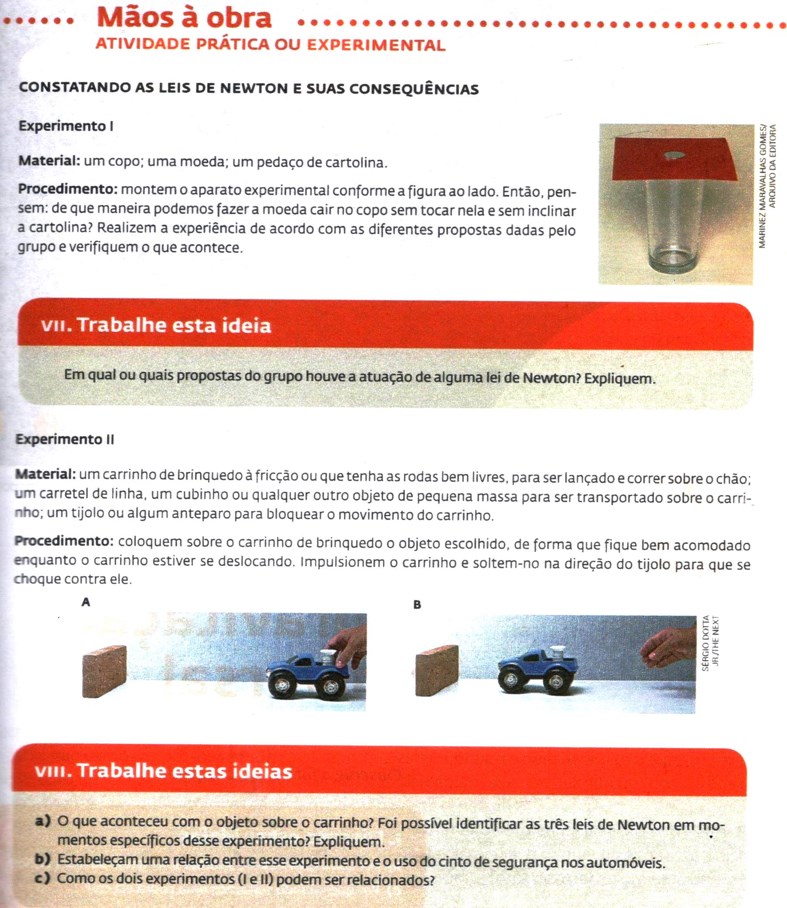 Mãos à obra
ATIVIDADE PRÁTICA OU EXPERIMENTAL
CONSTATANDO AS LEIS DE NEWTON E SUAS CONSEQUÊNCIAS
Experimento I
Material: um copo; uma moeda; um pedaço de cartolina.
Procedimento: montem o aparato experimental conforme a figura ao lado. Então, pen-
sem: de que maneira podemos fazer a moeda cair no copo sem tocar nela e sem inclinar
a cartolina? Realizem a experiência de acordo com as diferentes propostas dadas pelo
grupo e verifiquem o que acontece.
MARINEZ MARAVALHAS GOMES/
ARQUIVO DA EDITORA
VII. Trabalhe esta ideia
Em qual ou quais propostas do grupo houve a atuação de alguma lei de Newton? Expliquem.
Experimento II
Material: um carrinho de brinquedo à fricção ou que tenha as rodas bem livres, para ser lançado e correr sobre o chão;
um carretel de linha, um cubinho ou qualquer outro objeto de pequena massa para ser transportado sobre o carri-
nho; um tijolo ou algum anteparo para bloquear o movimento do carrinho.
Procedimento: coloquem sobre o carrinho de brinquedo o objeto escolhido, de forma que fique bem acomodado
enquanto o carrinho estiver se deslocando. Impulsionem o carrinho e soltem-no na direção do tijolo para que se
choque contra ele.
A
B
SÉRGIO DOTTA
JR./THE NEXT
VIII. Trabalhe estas ideias
a) O que aconteceu com o objeto sobre o carrinho? Foi possível identificar as três leis de Newton em mo-
mentos específicos desse experimento? Expliquem.
b) Estabeleçam uma relação entre esse experimento e o uso do cinto de segurança nos automóveis.
c) Como os dois experimentos (I e II) podem ser relacionados?